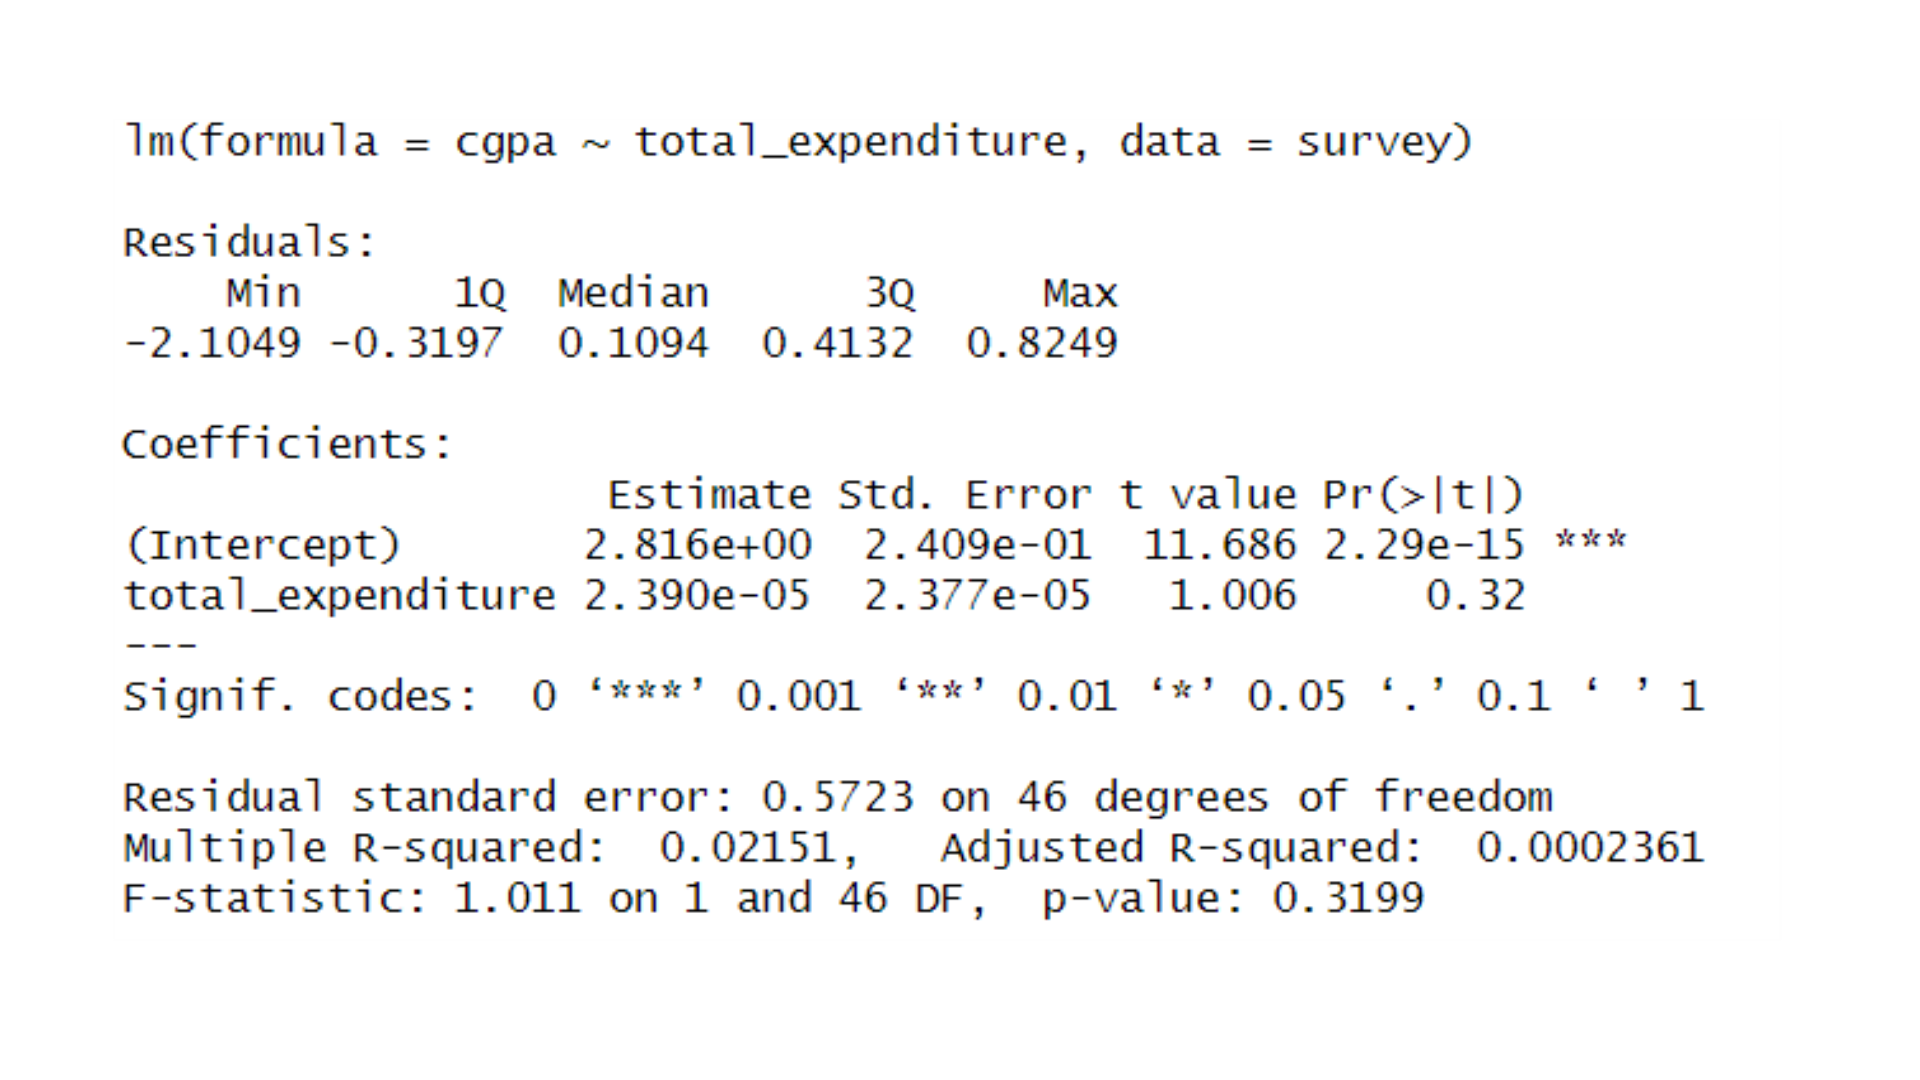 lm(formula = cgpa ~ total_expenditure, data = survey)
Residuals:
Min 1Q Median 3Q Max
-2.1049 -0.3197 0.1094 0.4132 0.8249
Coefficients:
Estimate Std. Error t value Pr(>|t|)
(Intercept) 2.816e+00 2.409e-01 11.686 2.29e-15 ***
total_expenditure 2.390e-05 2.377e-05 1.006 0.32
---
Signif. codes: 0 ‘***’ 0.001 ‘**’ 0.01 ‘*’ 0.05 ‘.’ 0.1 ‘ ’ 1
Residual standard error: 0.5723 on 46 degrees of freedom
Multiple R-squared: 0.02151, Adjusted R-squared: 0.0002361
F-statistic: 1.011 on 1 and 46 DF, p-value: 0.3199